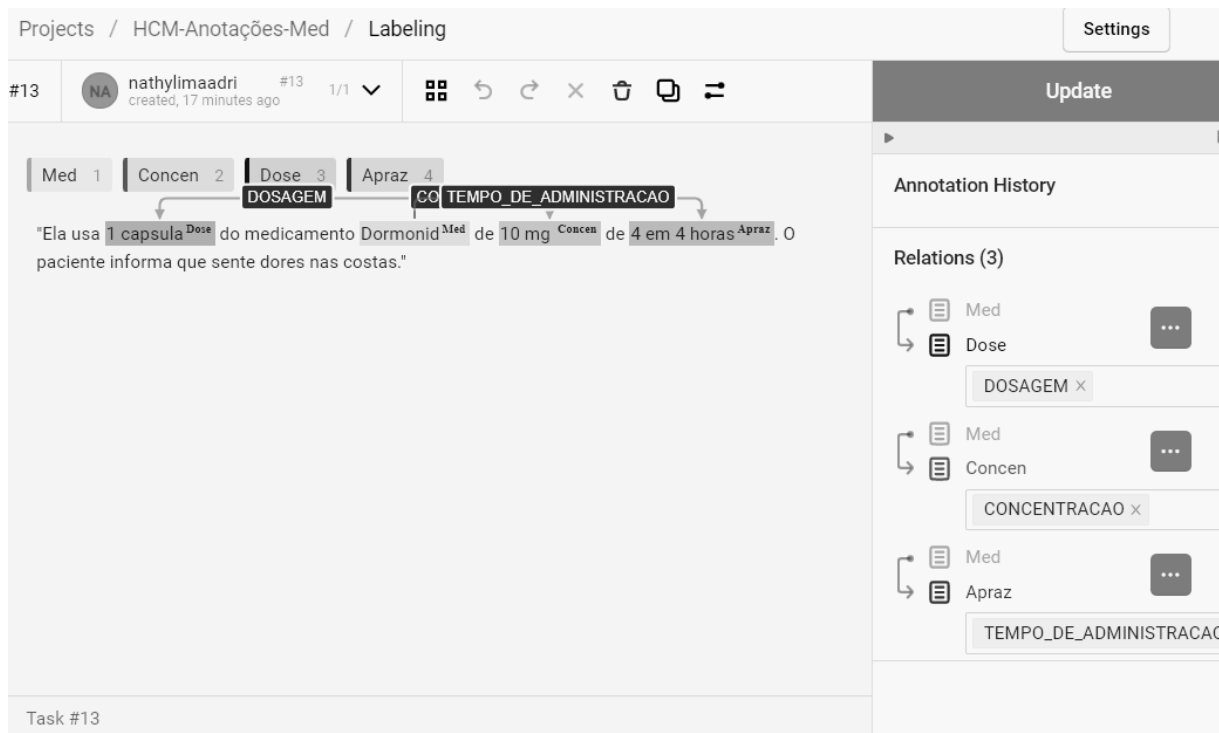 Projects / HCM-Anotações-Med / Labeling
Settings
#13
NA
nathylimaadri #13
created, 17 minutes ago
1/1
Update
Med 1
Concen 2
Dose 3
Apraz 4
DOSAGEM
CO
TEMPO_DE_ADMINISTRACAO
"Ela usa 1 capsula Dose do medicamento Dormonid Med de 10 mg Concen de 4 em 4 horas Apraz. O
paciente informa que sente dores nas costas."
Annotation History
Relations (3)
Med
Dose
DOSAGEM ×
Med
Concen
CONCENTRACAO ×
Med
Apraz
TEMPO_DE_ADMINISTRACAO
Task #13